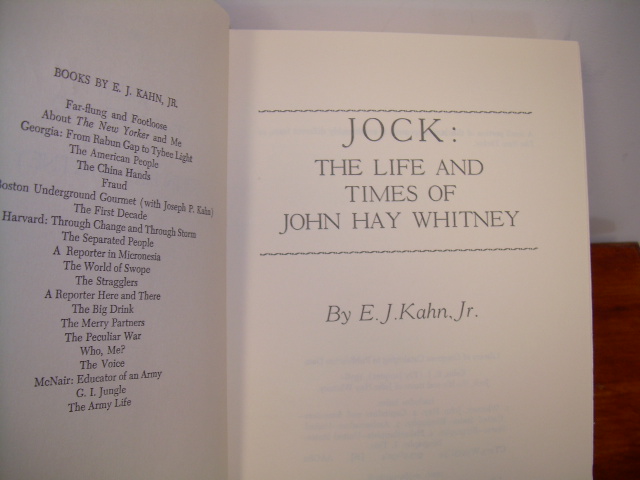 BOOKS BY E. J. KAHN, JR.
Far-flung and Footloose
About The New Yorker and Me
Georgia: From Rabun Gap to Tybee Light
The American People
The China Hands
Fraud
Boston Underground Gourmet (with Joseph P. Kahn)
The First Decade
Harvard: Through Change and Through Storm
The Separated People
A Reporter in Micronesia
The World of Swope
The Stragglers
A Reporter Here and There
The Big Drink
The Merry Partners
The Peculiar War
Who, Me?
The Voice
McNair: Educator of an Army
G. I. Jungle
The Army Life
JOCK:
THE LIFE AND
TIMES OF
JOHN HAY WHITNEY
By E. J. Kahn, Jr.